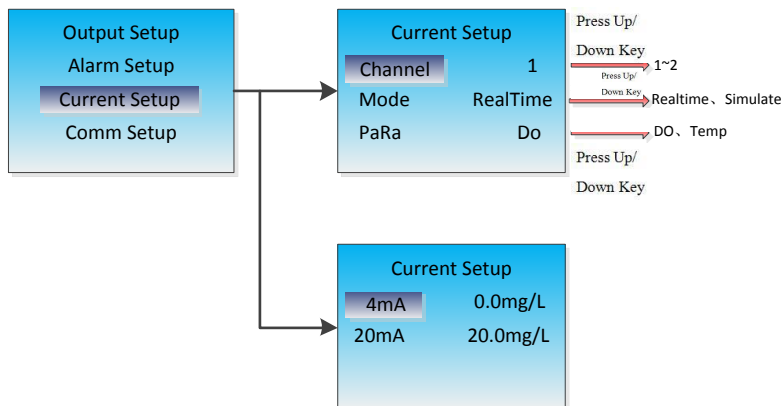 Output Setup
Alarm Setup
Current Setup
Comm Setup
Current Setup
Channel 1
Mode RealTime
PaRa Do
Press Up/
Down Key
1~2
Press Up/
Down Key
Realtime、Simulate
DO、Temp
Press Up/
Down Key
Current Setup
4mA 0.0mg/L
20mA 20.0mg/L